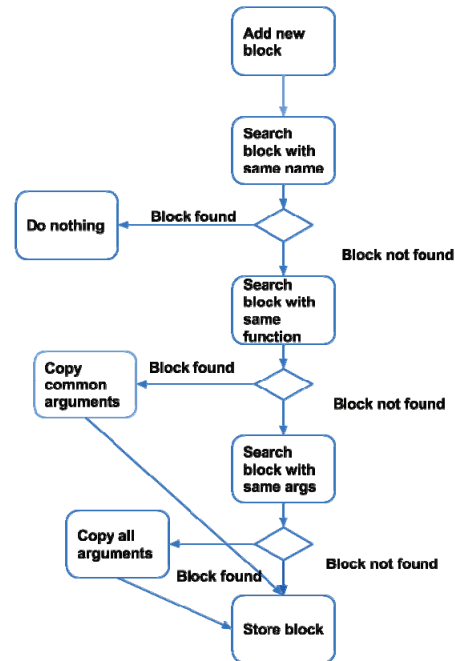 Add new
block
Search
block with
same name
Block found
Do nothing
Block not found
Search
block with
same
function
Block found
Copy
common
arguments
Block not found
Search
block with
same args
Copy all
arguments
Block not found
Block found
Store block